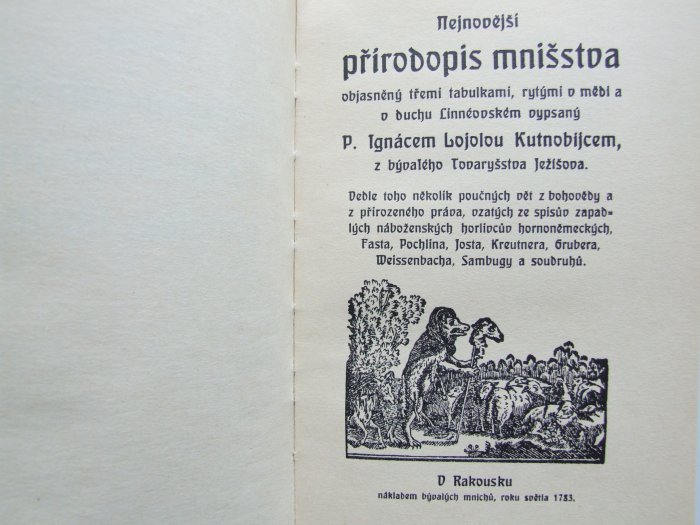 Nejnovější
přírodopis mnišstva
objasněný třemi tabulkami, rytými v mědi a
v duchu Linnéovském vypsaný
P. Ignácem Lojolou Kutnobijcem,
z bývalého Tovaryšstva Ježíšova.
Vedle toho několik poučných vět z bohovědy a
z přirozeného práva, vzatých ze spisův zapad-
lých náboženských horlivcův hornoněmeckých,
Fasta, Pochlina, Josta, Kreutnera, Grubera,
Weissenbacha, Sambugy a soudruhů.
V Rakousku
nákladem bývalých mnichů, roku světla 1783.